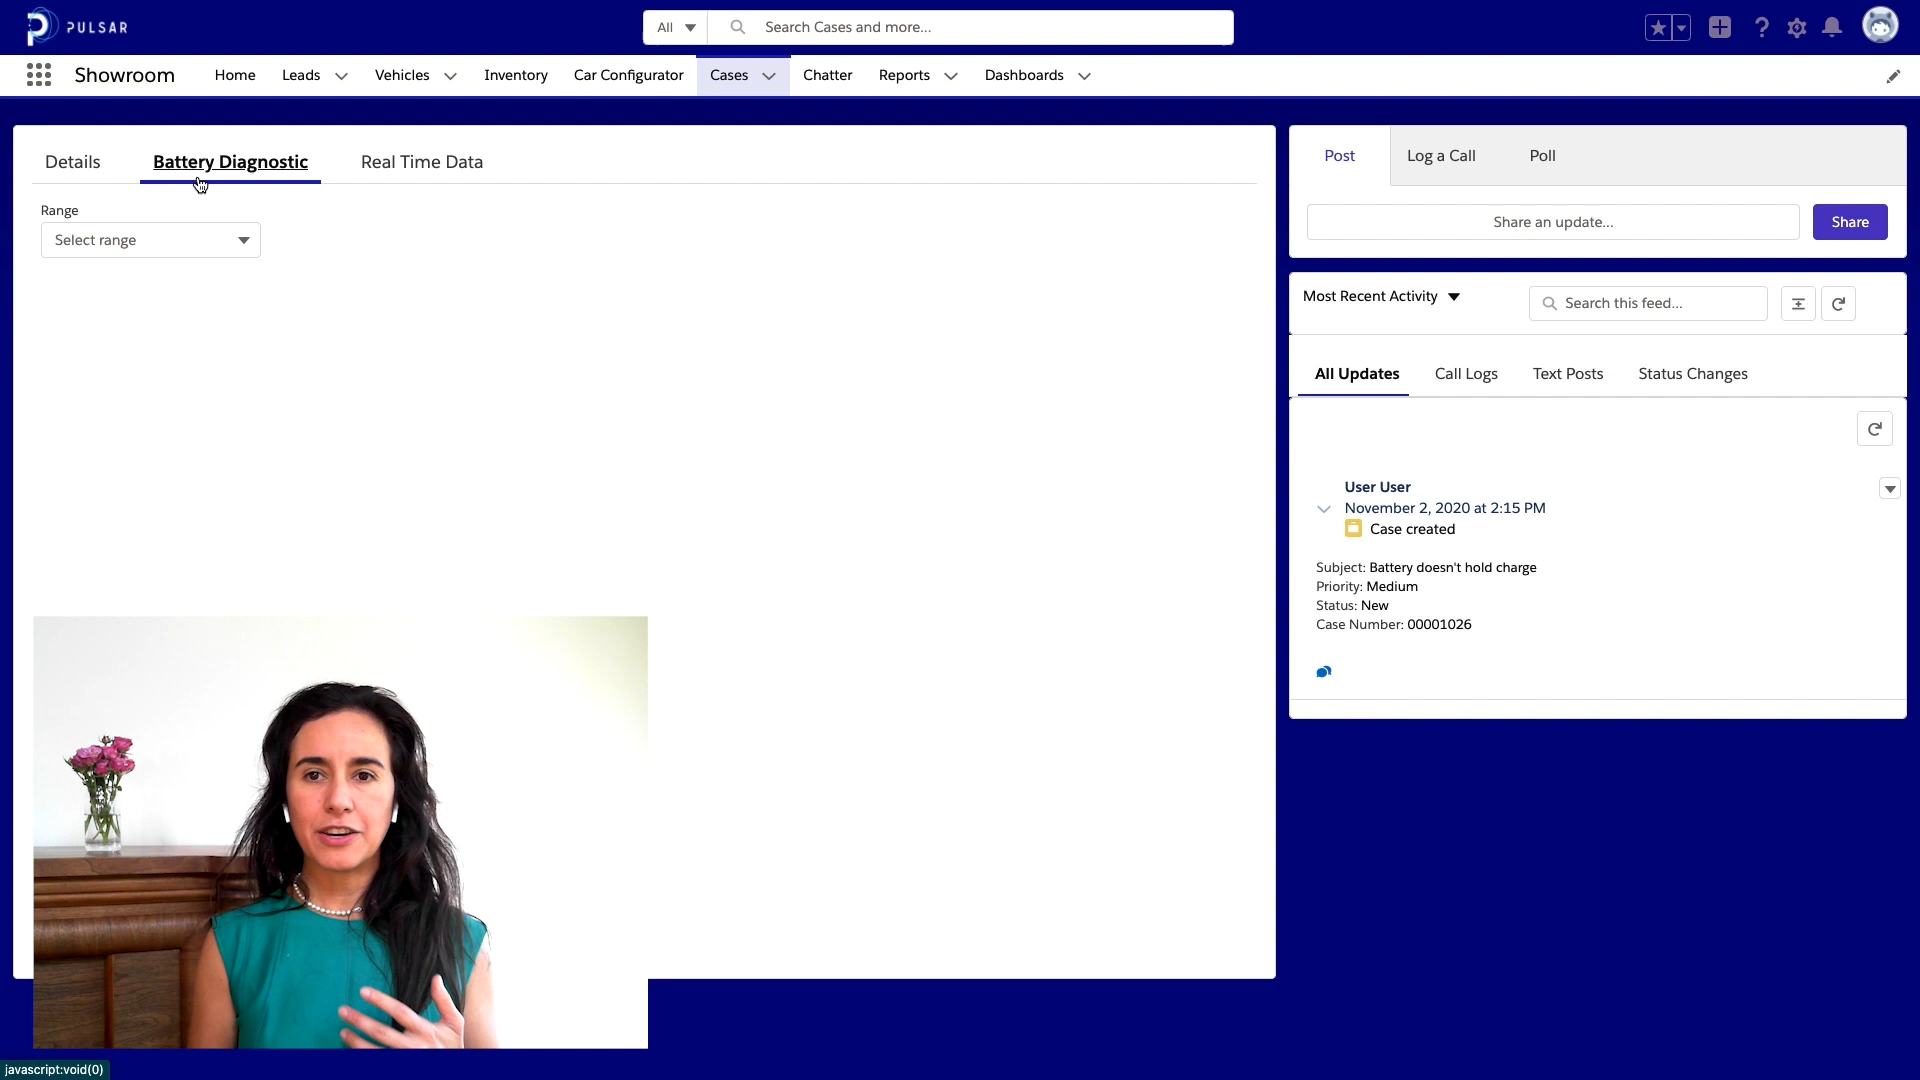 PULSAR
All
Search Cases and more...
Showroom
Home
Leads
Vehicles
Inventory
Car Configurator
Cases
Chatter
Reports
Dashboards
Details
Battery Diagnostic
Real Time Data
Range
Select range
Post
Log a Call
Poll
Share an update...
Share
Most Recent Activity
Search this feed...
All Updates
Call Logs
Text Posts
Status Changes
User User
November 2, 2020 at 2:15 PM
Case created
Subject: Battery doesn't hold charge
Priority: Medium
Status: New
Case Number: 00001026
javascript:void(0)